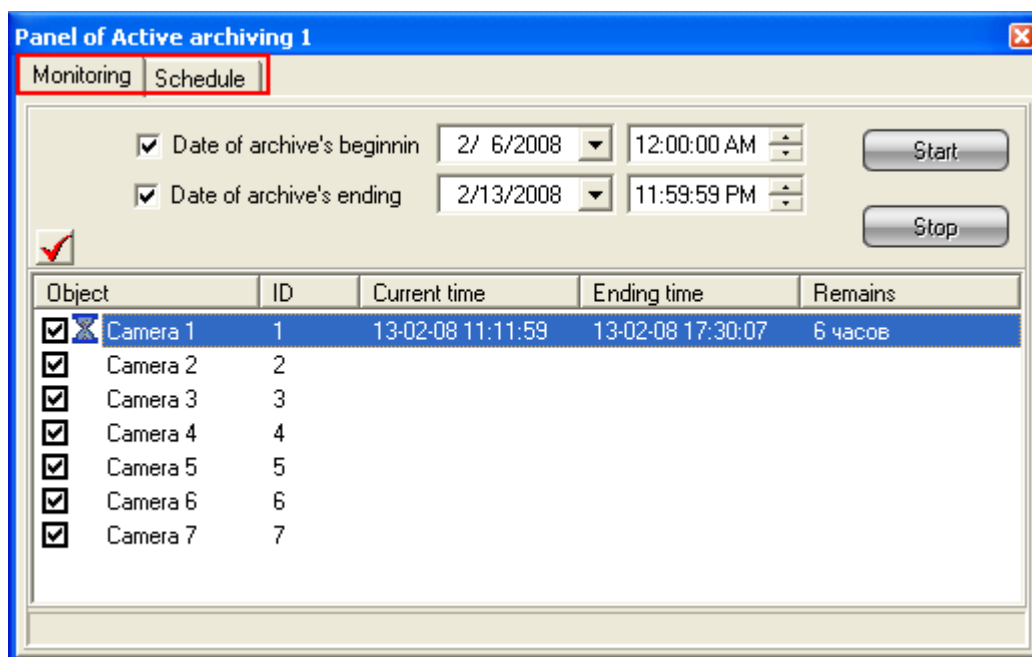 Panel of Active archiving 1
Monitoring Schedule
Date of archive's beginnin 2/ 6/2008 12:00:00 AM Start
Date of archive's ending 2/13/2008 11:59:59 PM
Stop
Object ID Current time Ending time Remains
Camera 1 1 13-02-08 11:11:59 13-02-08 17:30:07 6 часов
Camera 2 2
Camera 3 3
Camera 4 4
Camera 5 5
Camera 6 6
Camera 7 7